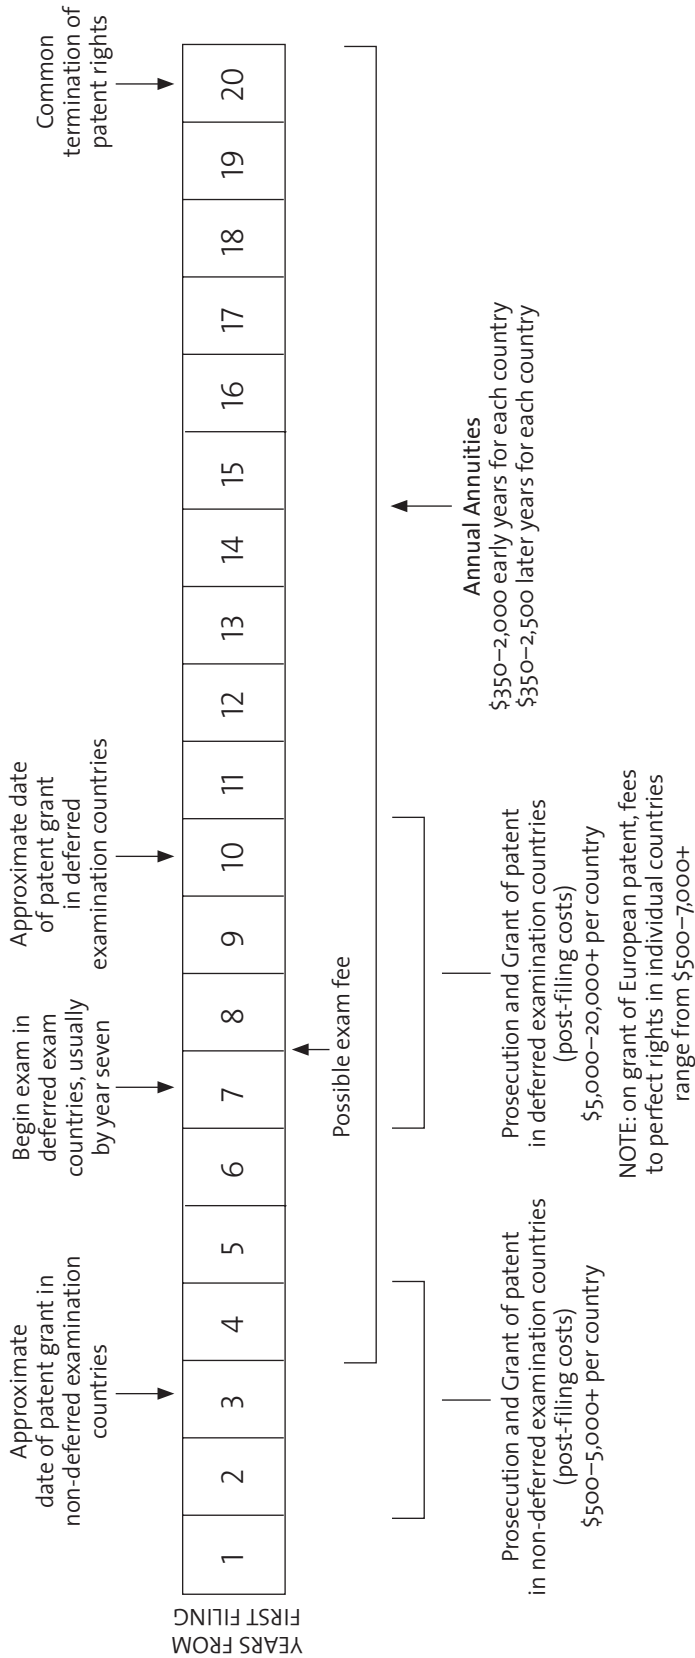 Approximate
date of patent grant in
non-deferred examination
countries
Begin exam in
deferred exam
countries, usually
by year seven
Approximate date
of patent grant
in deferred
examination countries
Common
termination of
patent rights
YEARS FROM
FIRST FILING
1 2 3 4 5 6 7 8 9 10 11 12 13 14 15 16 17 18 19 20
Possible exam fee
Prosecution and Grant of patent
in non-deferred examination countries
(post-filing costs)
$500–5,000+ per country
Prosecution and Grant of patent
in deferred examination countries
(post-filing costs)
$5,000–20,000+ per country
NOTE: on grant of European patent, fees
to perfect rights in individual countries
range from $500–7,000+
Annual Annuities
$350–2,000 early years for each country
$350–2,500 later years for each country